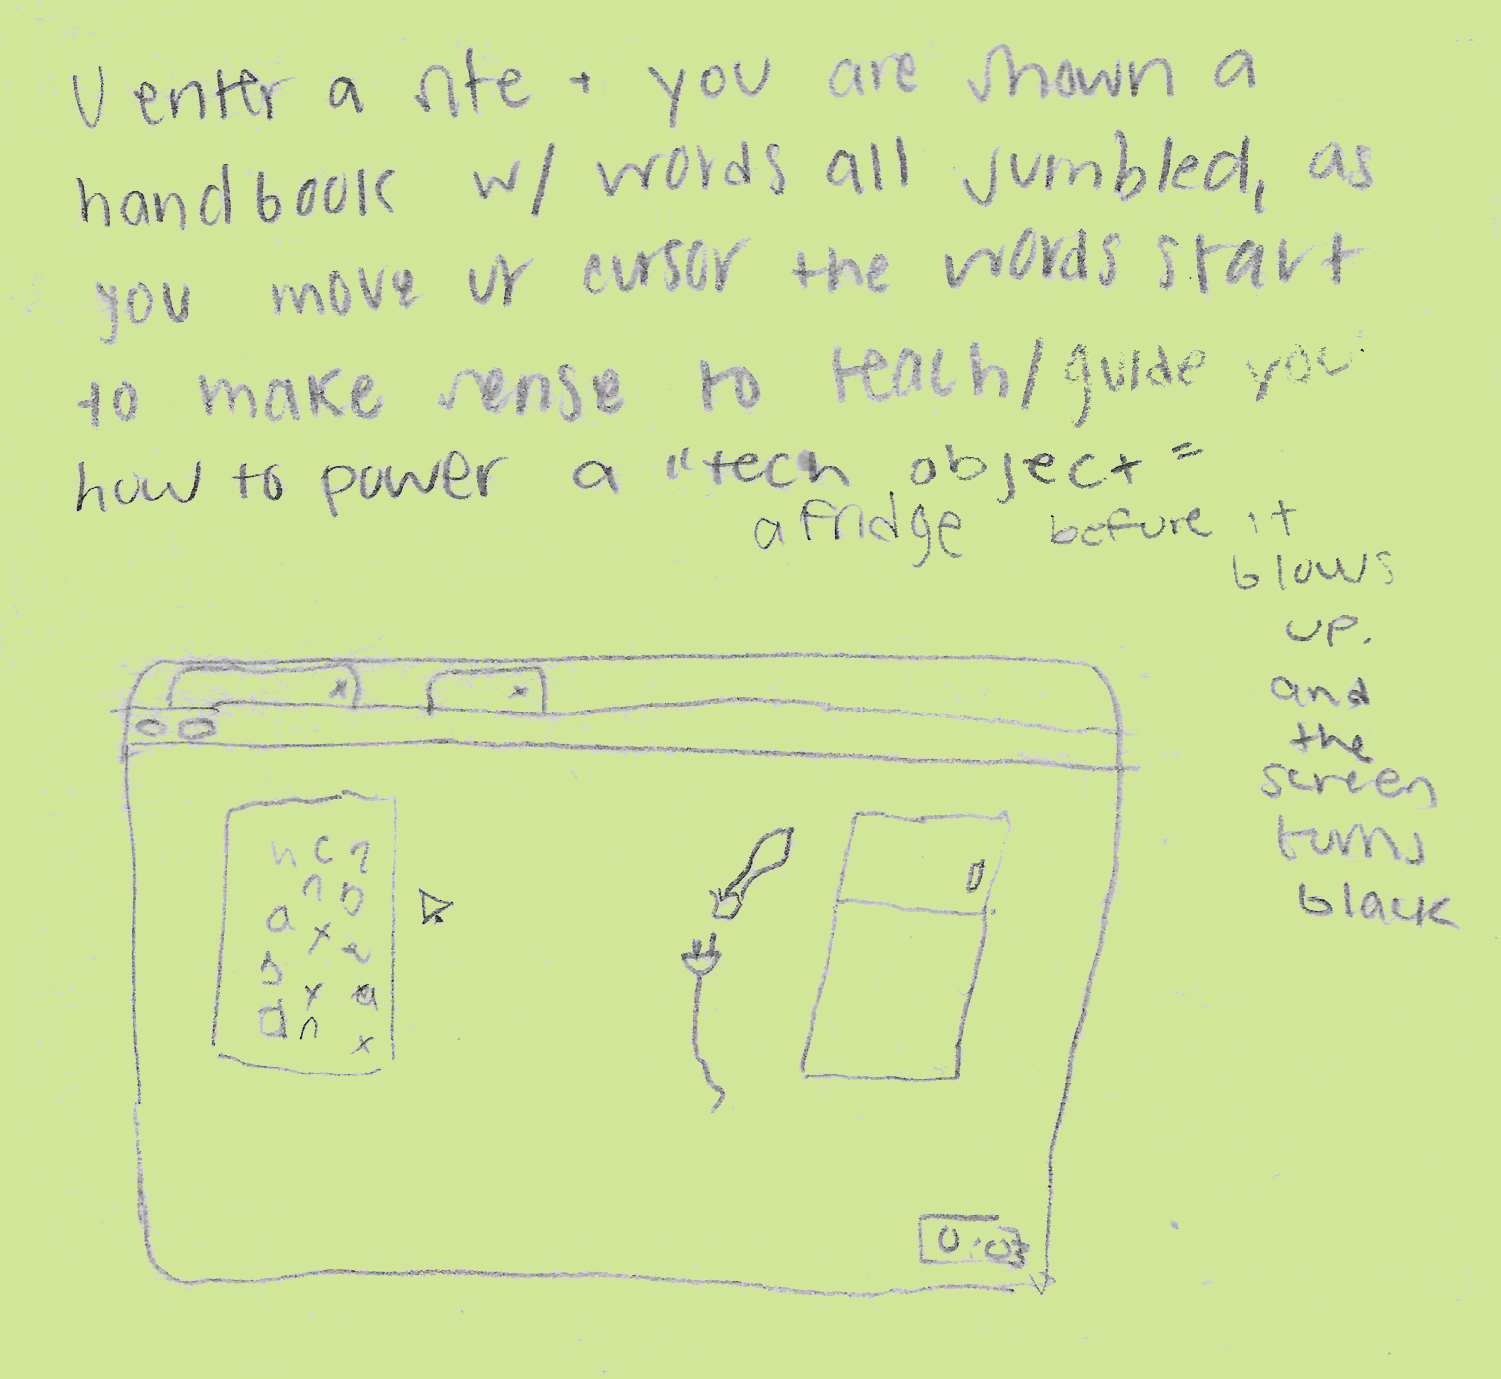 U enter a site + you are shown a
handbook w/ words all jumbled, as
you move ur cursor the words start
to make sense to teach/guide you
how to power a "tech object"
a fridge before it
blows
up.
and
the
screen
turns
black
x x
n c ?
n b
a x e
s
x a
d n
x